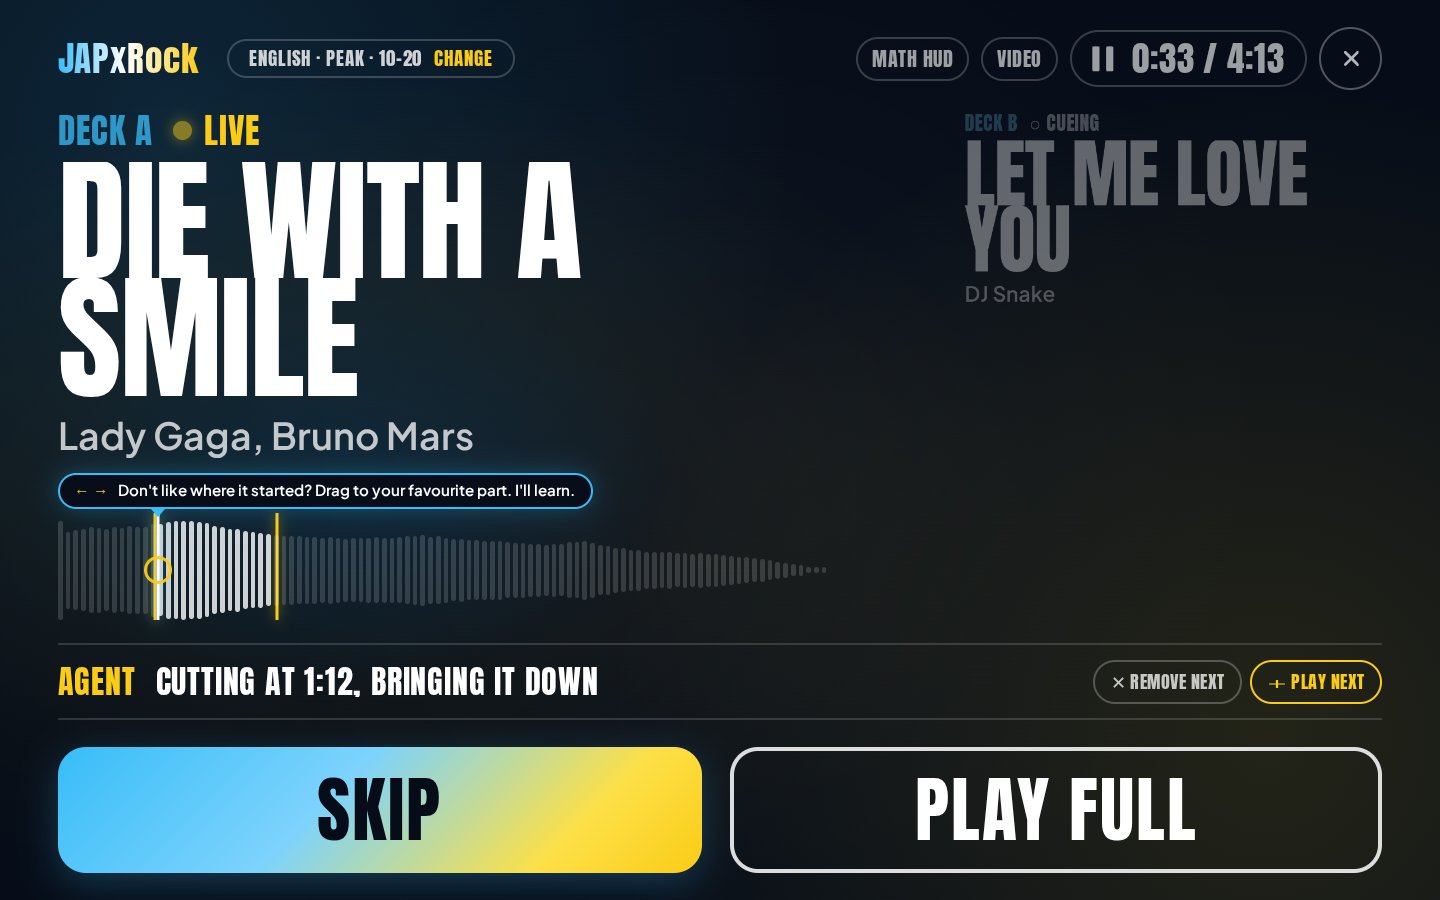 JAPxRock
ENGLISH · PEAK · 10-20 CHANGE
MATH HUD
VIDEO
0:33 / 4:13
✕
DECK A
LIVE
DIE WITH A
SMILE
Lady Gaga, Bruno Mars
DECK B ○ CUEING
LET ME LOVE
YOU
DJ Snake
← → Don't like where it started? Drag to your favourite part. I'll learn.
AGENT CUTTING AT 1:12, BRINGING IT DOWN
✕ REMOVE NEXT
+ PLAY NEXT
SKIP
PLAY FULL